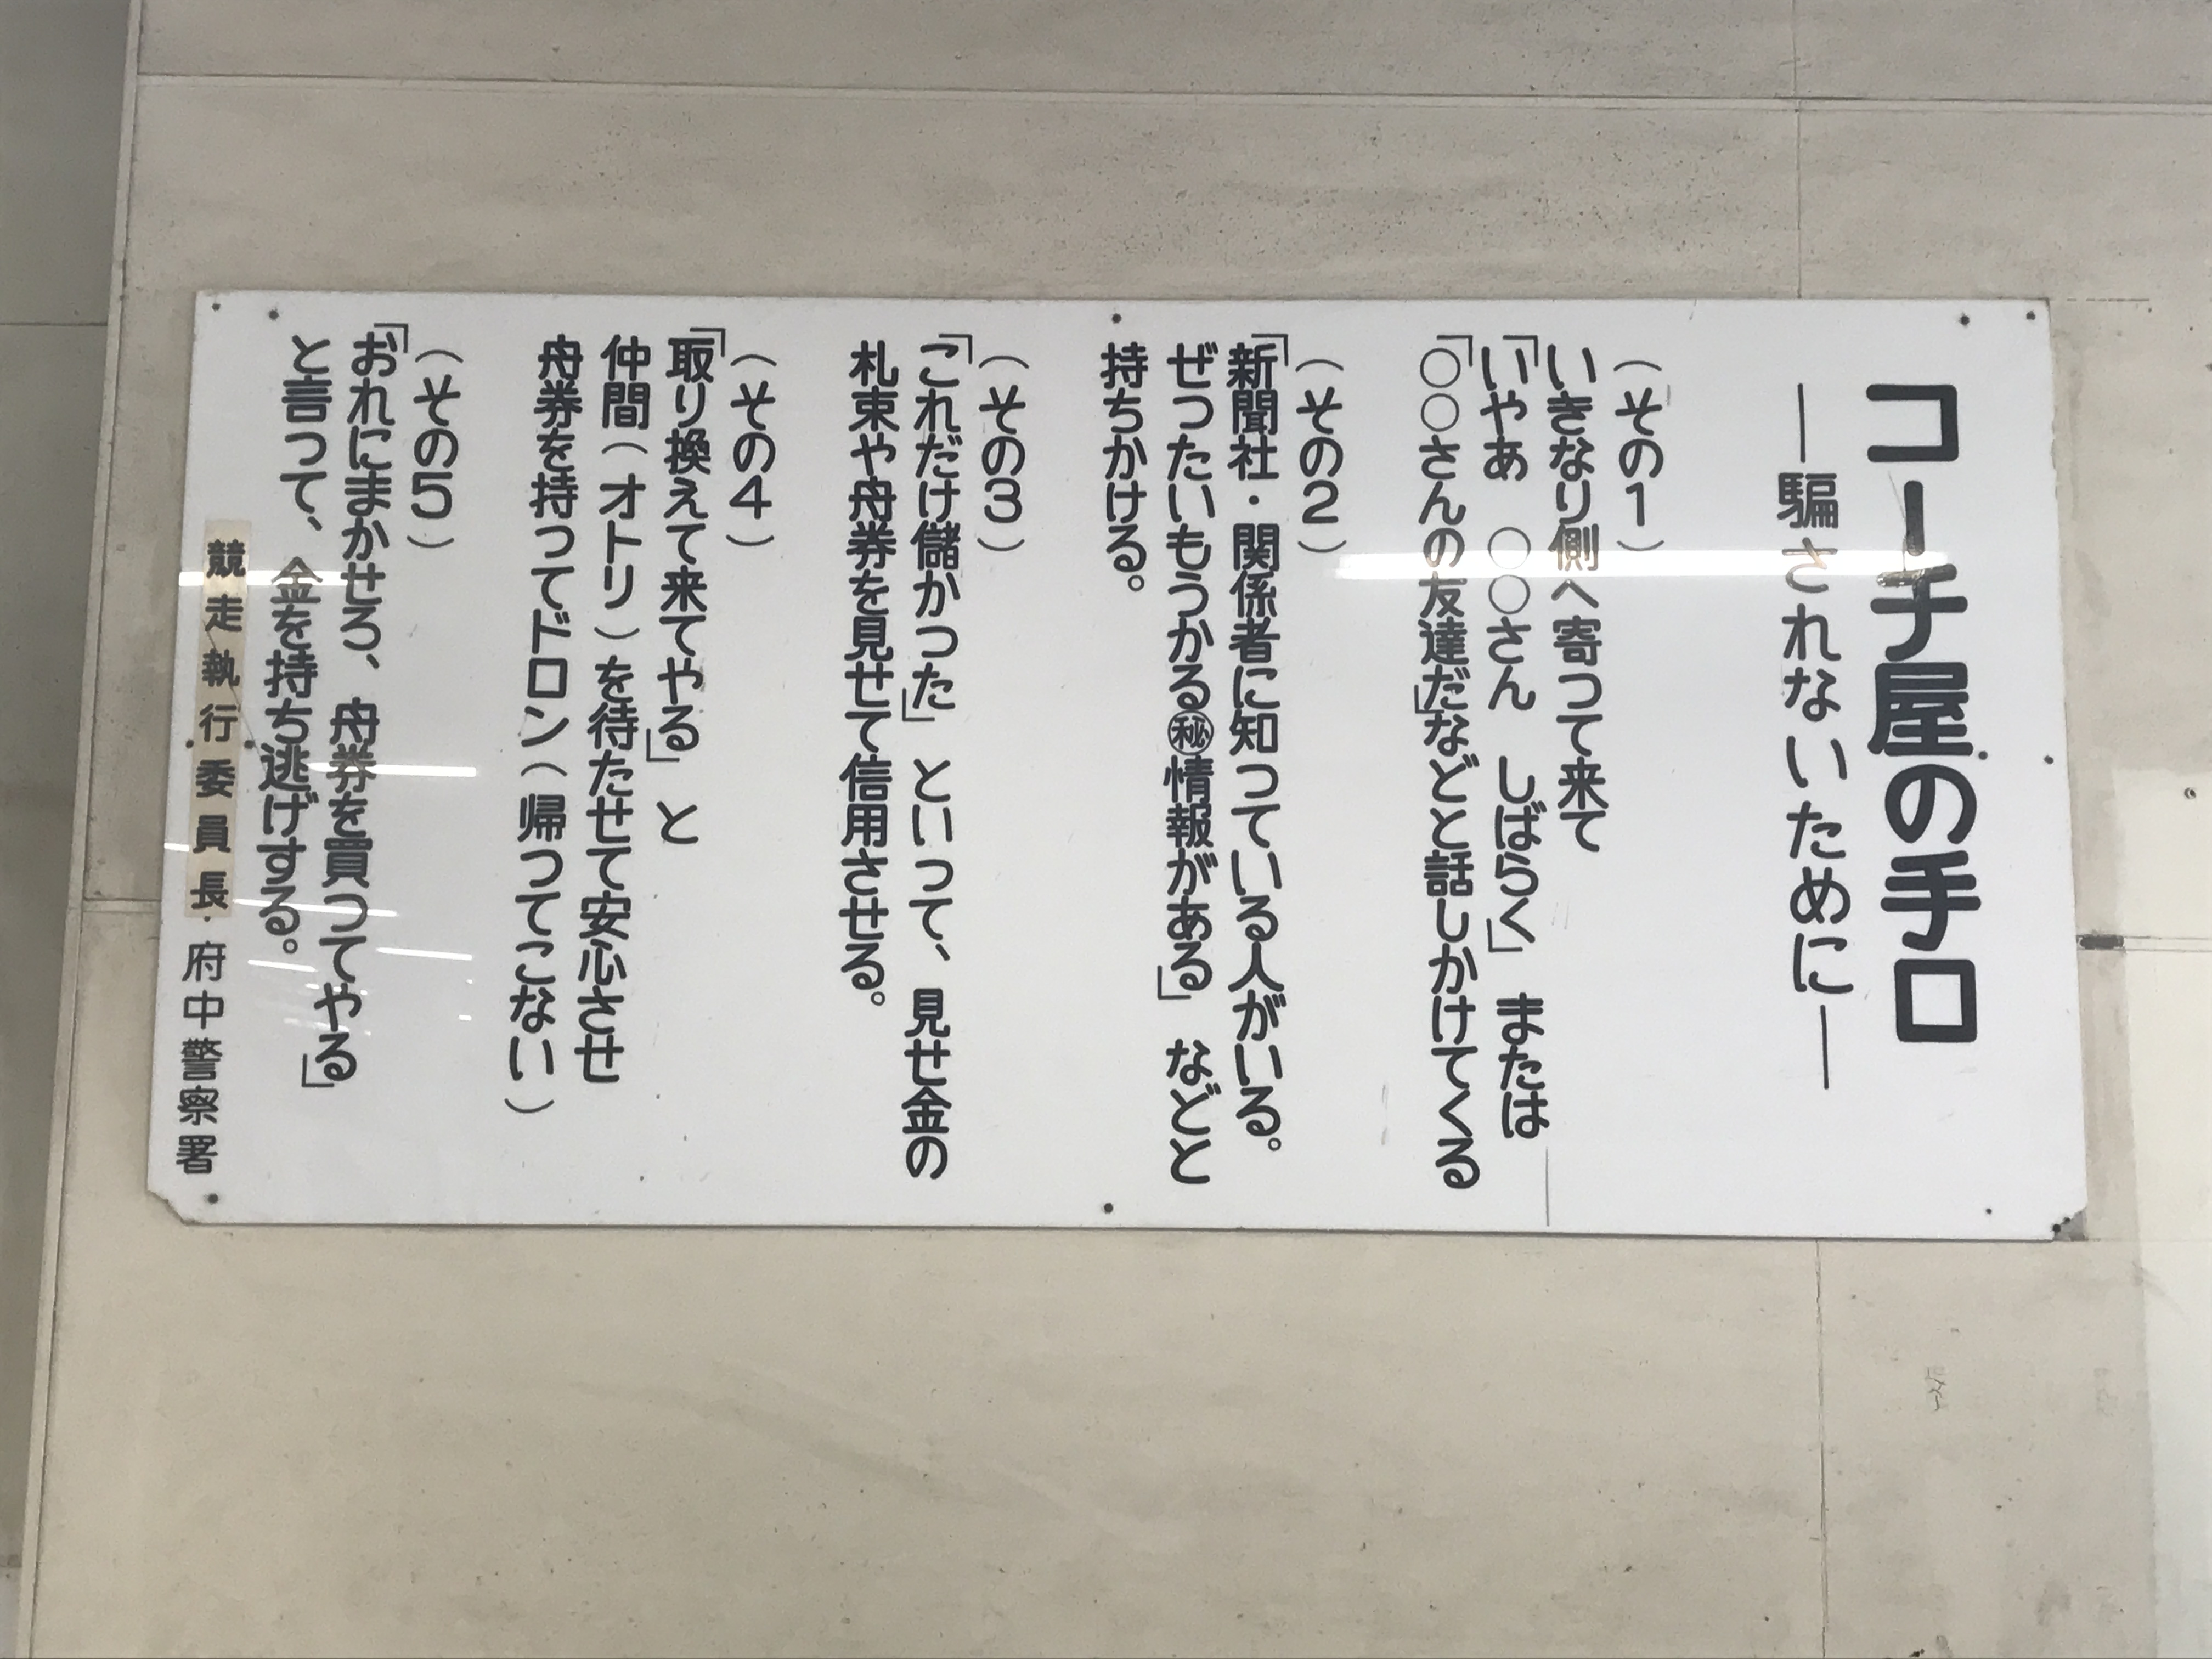 コーチ屋の手口
―騙されないために―
（その1）
いきなり側へ寄つて来て
「いやあ　○○さん　しばらく」　または
「○○さんの友達だ」などと話しかけてくる
（その2）
「新聞社・関係者に知つている人がいる。
ぜつたいもうかる㊙情報がある」　などと
持ちかける。
（その3）
「これだけ儲かつた」といつて、見せ金の
札束や舟券を見せて信用させる。
（その4）
「取り換えて来てやる」と
仲間（オトリ）を待たせて安心させ
舟券を持つてドロン（帰つてこない）
（その5）
「おれにまかせろ、舟券を買つてやる」
と言つて、金を持ち逃げする。
競走執行委員長・府中警察署